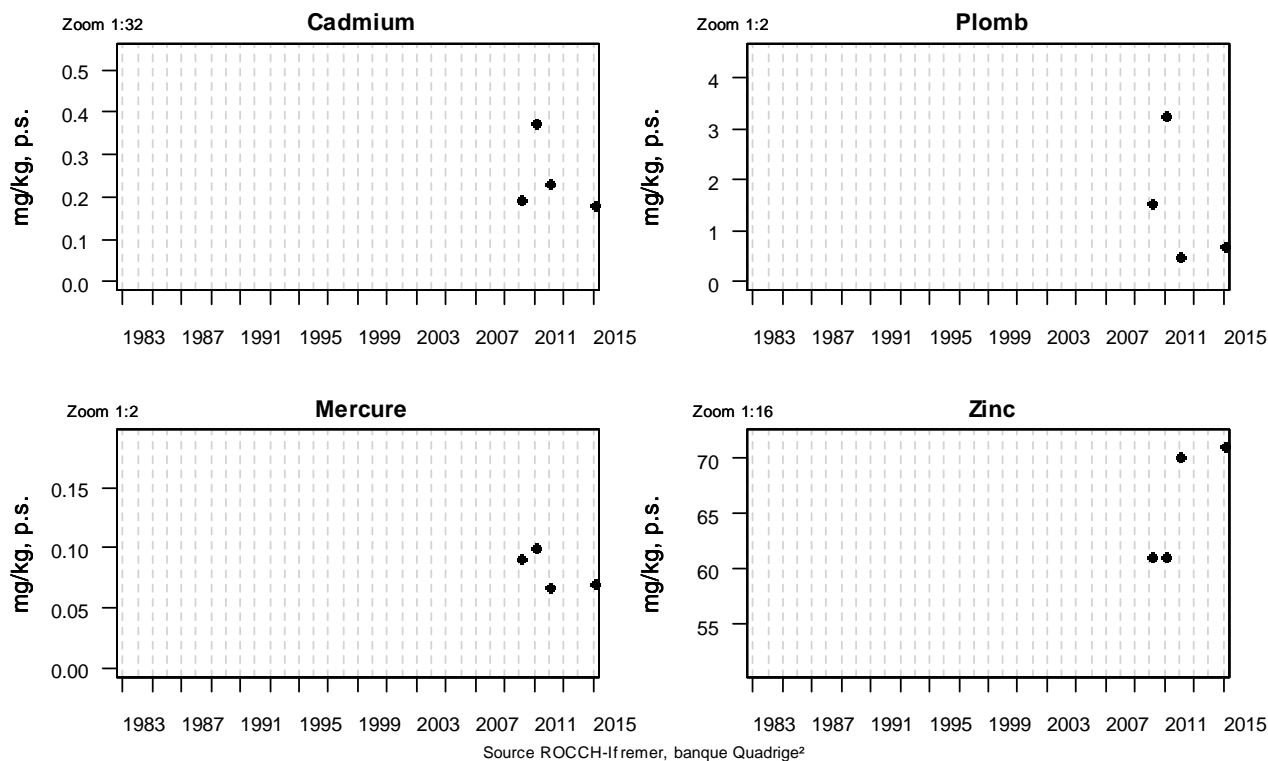 Zoom 1:32 Cadmium
0.5
0.4
0.3
0.2
0.1
0.0
mg/kg, p.s.
1983 1987 1991 1995 1999 2003 2007 2011 2015
Zoom 1:2 Plomb
4
3
2
1
0
mg/kg, p.s.
1983 1987 1991 1995 1999 2003 2007 2011 2015
Zoom 1:2 Mercure
0.15
0.10
0.05
0.00
mg/kg, p.s.
1983 1987 1991 1995 1999 2003 2007 2011 2015
Zoom 1:16 Zinc
70
65
60
55
mg/kg, p.s.
1983 1987 1991 1995 1999 2003 2007 2011 2015
Source ROCCH-Ifremer, banque Quadrige²